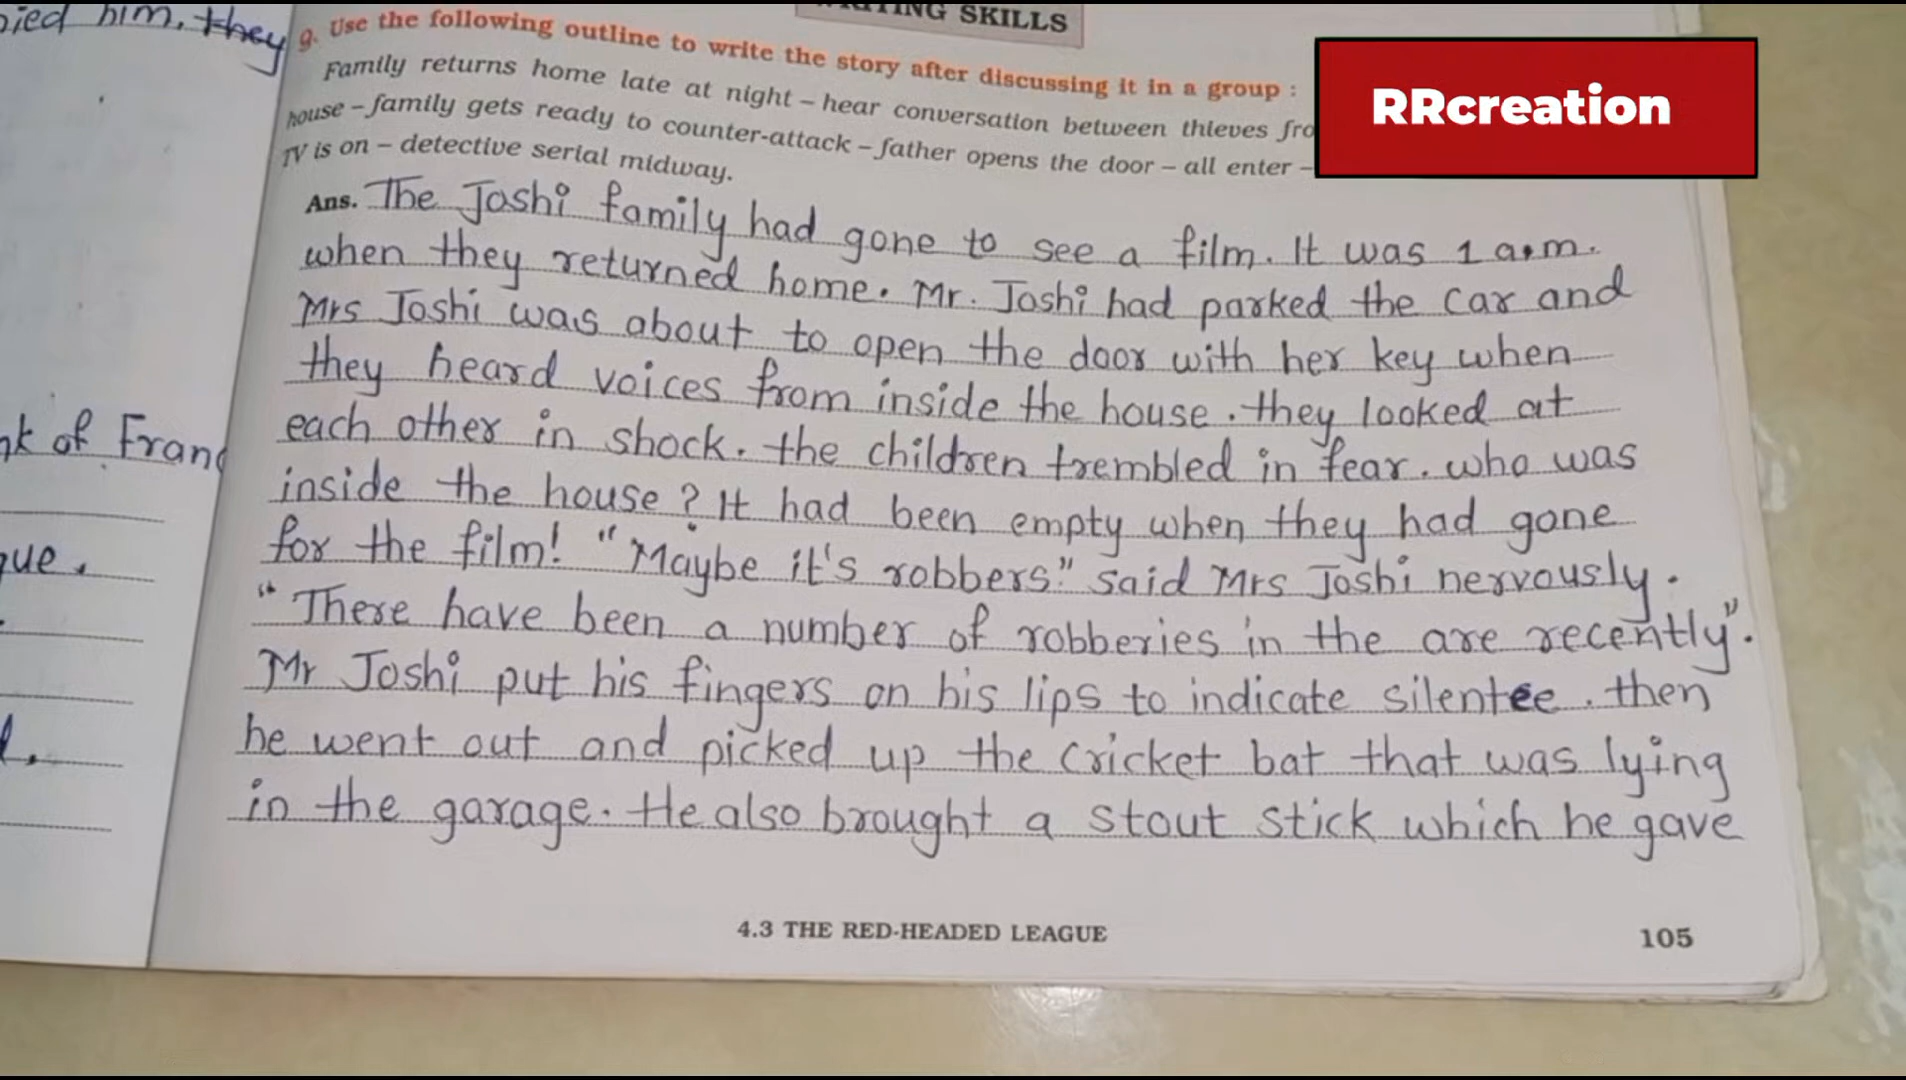 pied him, they
WRITING SKILLS
RRcreation
9. Use the following outline to write the story after discussing it in a group :
Family returns home late at night – hear conversation between thieves fro
house – family gets ready to counter-attack – father opens the door – all enter –
TV is on – detective serial midway.
Ans. The Joshi family had gone to see a film. It was 1 a.m.
when they returned home. Mr. Joshi had parked the car and
Mrs Joshi was about to open the door with her key when
they heard voices from inside the house. they looked at
each other in shock. the children trembled in fear. who was
inside the house? It had been empty when they had gone
for the film! "Maybe it's robbers." said Mrs Joshi nervously.
"There have been a number of robberies in the are recently".
Mr Joshi put his fingers on his lips to indicate silentee. then
he went out and picked up the cricket bat that was lying
in the garage. He also brought a stout stick which he gave
of Franc
gue.
4.3 THE RED-HEADED LEAGUE
105